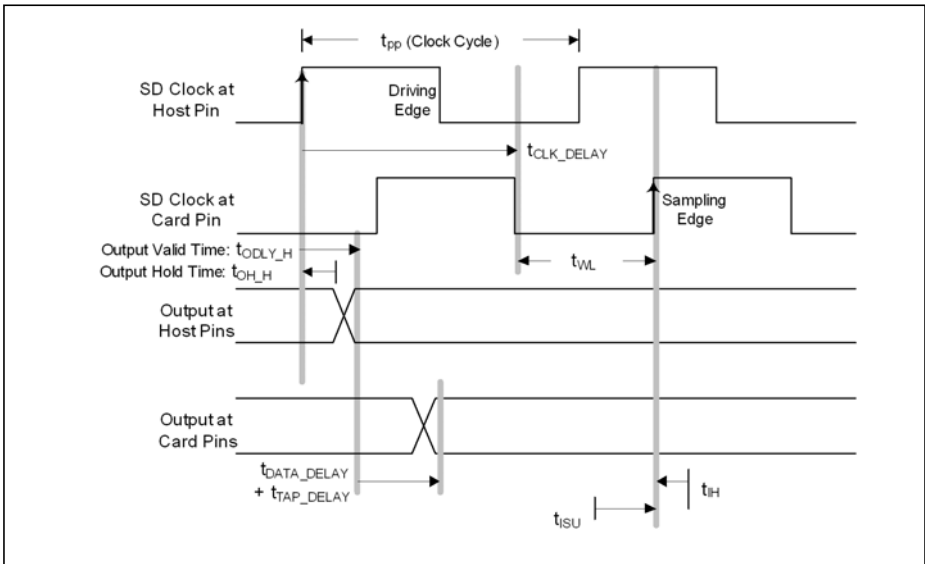 tpp (Clock Cycle)
SD Clock at
Host Pin
Driving
Edge
tCLK_DELAY
SD Clock at
Card Pin
Sampling
Edge
Output Valid Time: tODLY_H
Output Hold Time: tOH_H
tWL
Output at
Host Pins
Output at
Card Pins
tDATA_DELAY
+ tTAP_DELAY
tIH
tISU